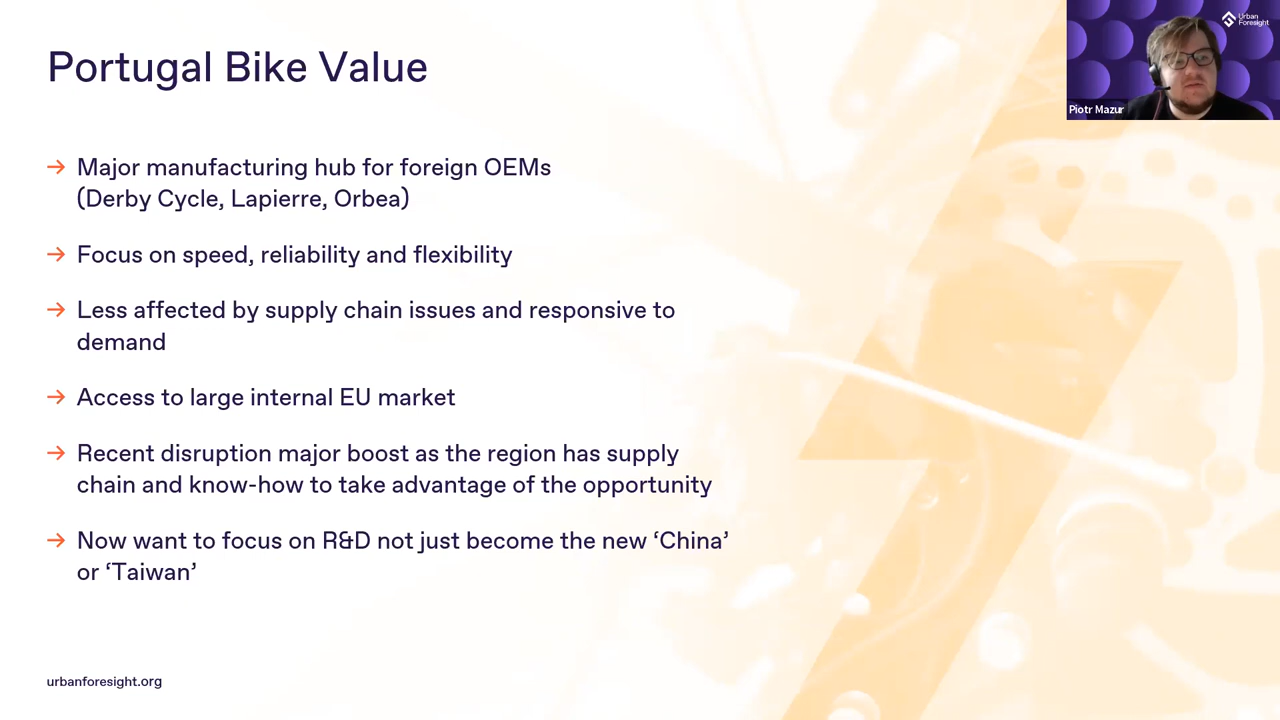 Portugal Bike Value
Urban
Foresight
Piotr Mazur
→ Major manufacturing hub for foreign OEMs
(Derby Cycle, Lapierre, Orbea)
→ Focus on speed, reliability and flexibility
→ Less affected by supply chain issues and responsive to
demand
→ Access to large internal EU market
→ Recent disruption major boost as the region has supply
chain and know-how to take advantage of the opportunity
→ Now want to focus on R&D not just become the new ‘China’
or ‘Taiwan’
urbanforesight.org